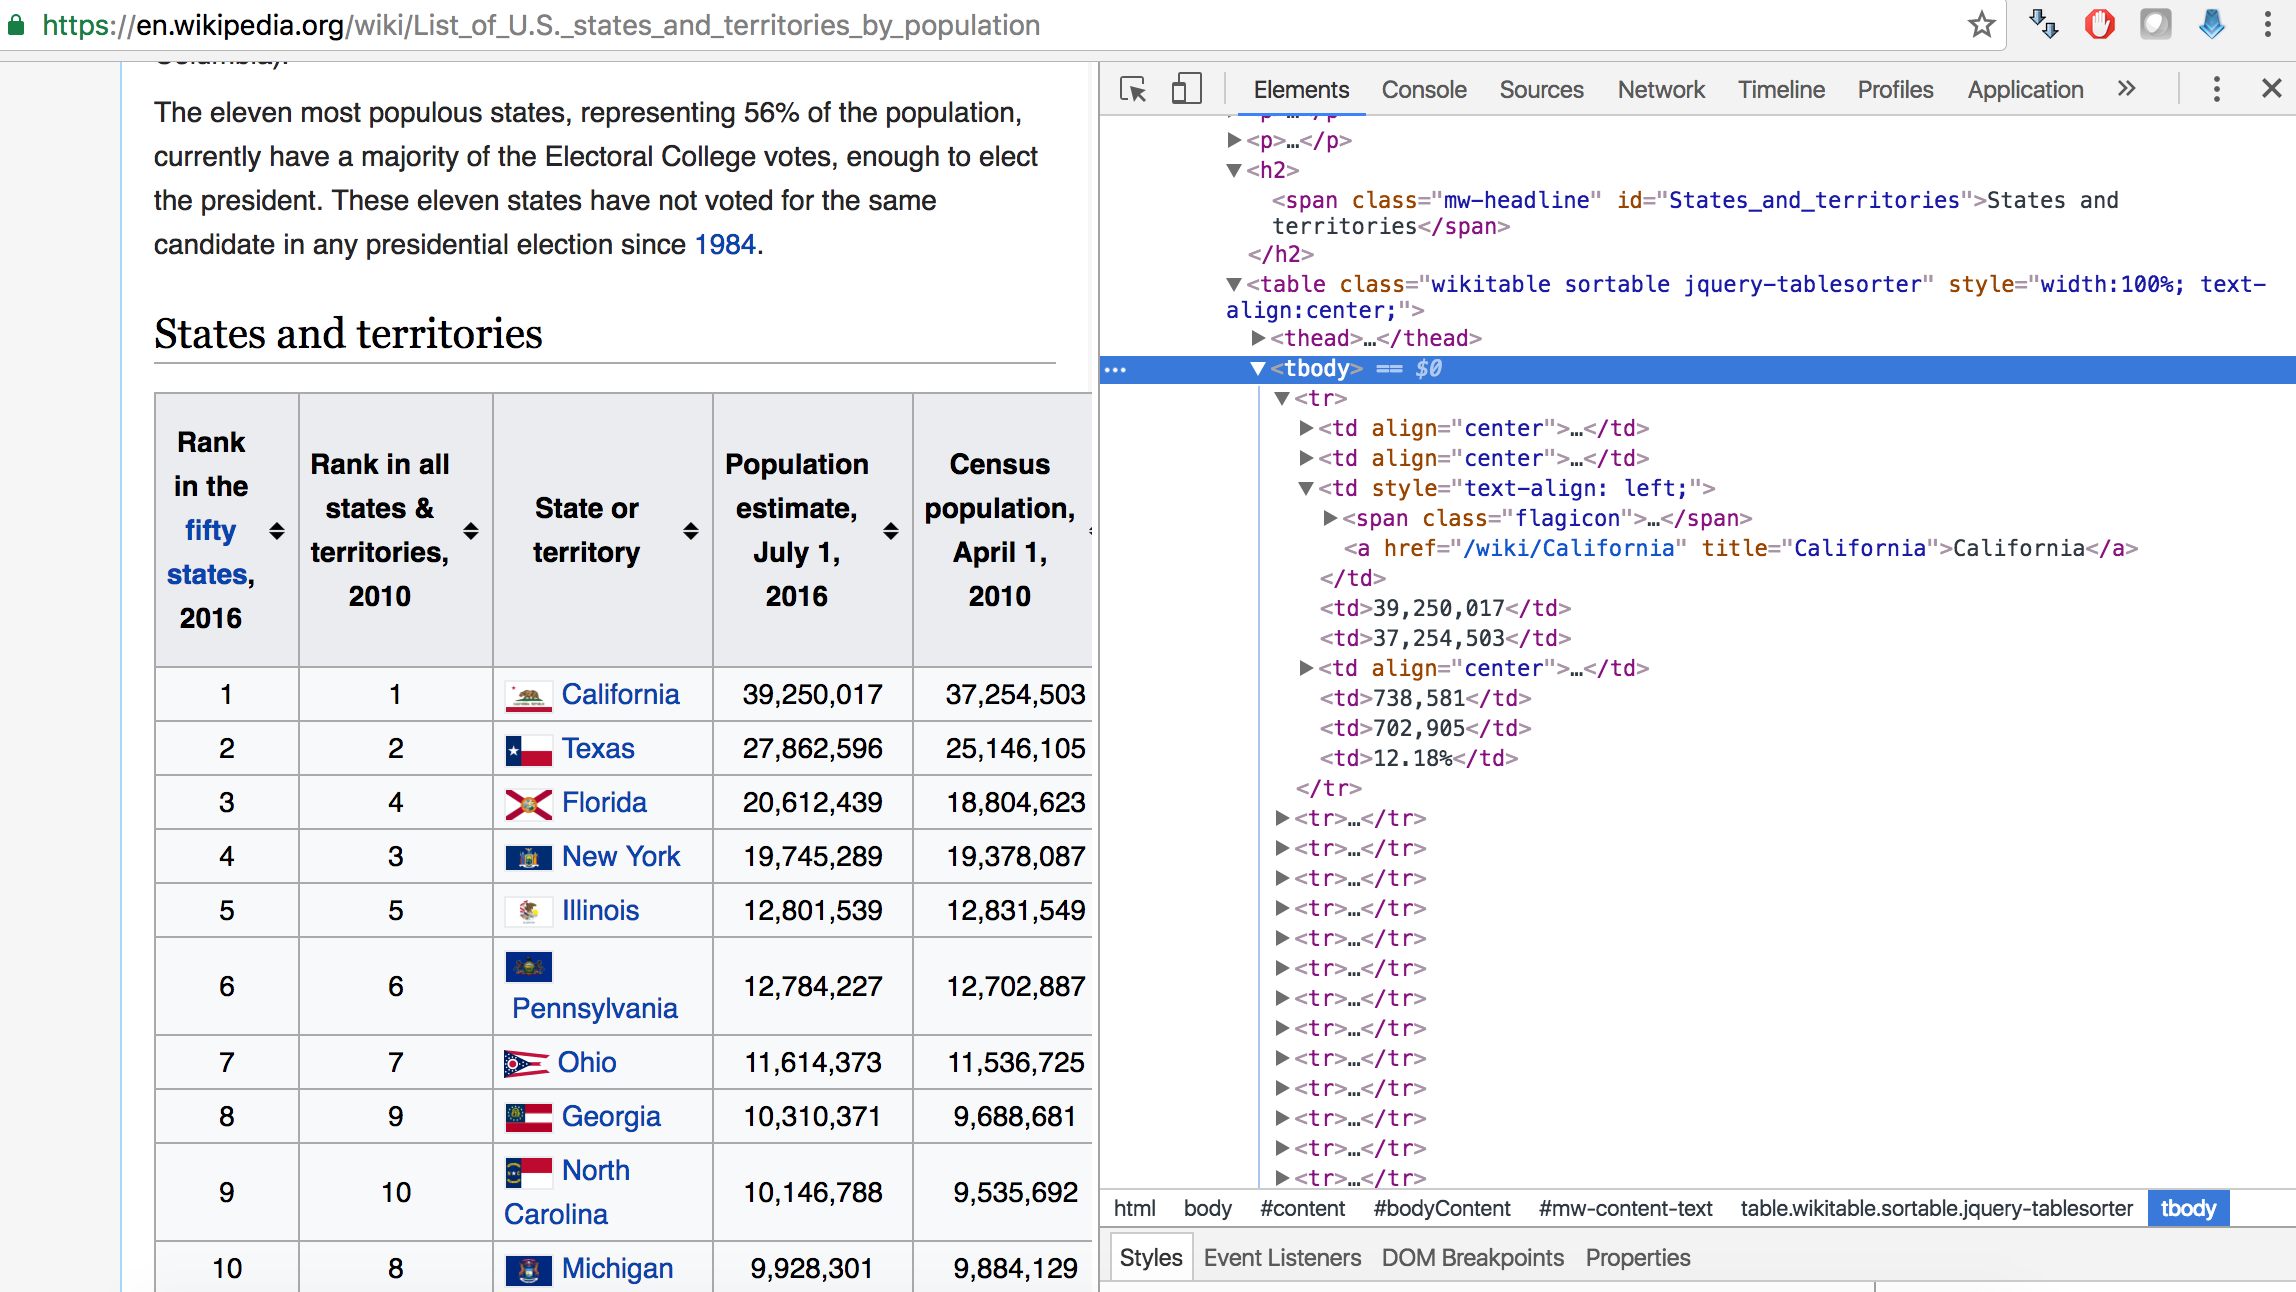 https://en.wikipedia.org/wiki/List_of_U.S._states_and_territories_by_population
The eleven most populous states, representing 56% of the population,
currently have a majority of the Electoral College votes, enough to elect
the president. These eleven states have not voted for the same
candidate in any presidential election since 1984.
States and territories
Rank
in the
fifty
states,
2016
Rank in all
states &
territories,
2010
State or
territory
Population
estimate,
July 1,
2016
Census
population,
April 1,
2010
1 1 California 39,250,017 37,254,503
2 2 Texas 27,862,596 25,146,105
3 4 Florida 20,612,439 18,804,623
4 3 New York 19,745,289 19,378,087
5 5 Illinois 12,801,539 12,831,549
6 6 Pennsylvania 12,784,227 12,702,887
7 7 Ohio 11,614,373 11,536,725
8 9 Georgia 10,310,371 9,688,681
9 10 North
Carolina 10,146,788 9,535,692
10 8 Michigan 9,928,301 9,884,129
Elements Console Sources Network Timeline Profiles Application »
<p>…</p>
<h2>
<span class="mw-headline" id="States_and_territories">States and
territories</span>
</h2>
<table class="wikitable sortable jquery-tablesorter" style="width:100%; text-
align:center;">
<thead>…</thead>
… <tbody> == $0
<tr>
<td align="center">…</td>
<td align="center">…</td>
<td style="text-align: left;">
<span class="flagicon">…</span>
<a href="/wiki/California" title="California">California</a>
</td>
<td>39,250,017</td>
<td>37,254,503</td>
<td align="center">…</td>
<td>738,581</td>
<td>702,905</td>
<td>12.18%</td>
</tr>
<tr>…</tr>
<tr>…</tr>
<tr>…</tr>
<tr>…</tr>
<tr>…</tr>
<tr>…</tr>
<tr>…</tr>
<tr>…</tr>
<tr>…</tr>
<tr>…</tr>
<tr>…</tr>
<tr>…</tr>
<tr>…</tr>
html body #content #bodyContent #mw-content-text table.wikitable.sortable.jquery-tablesorter tbody
Styles Event Listeners DOM Breakpoints Properties